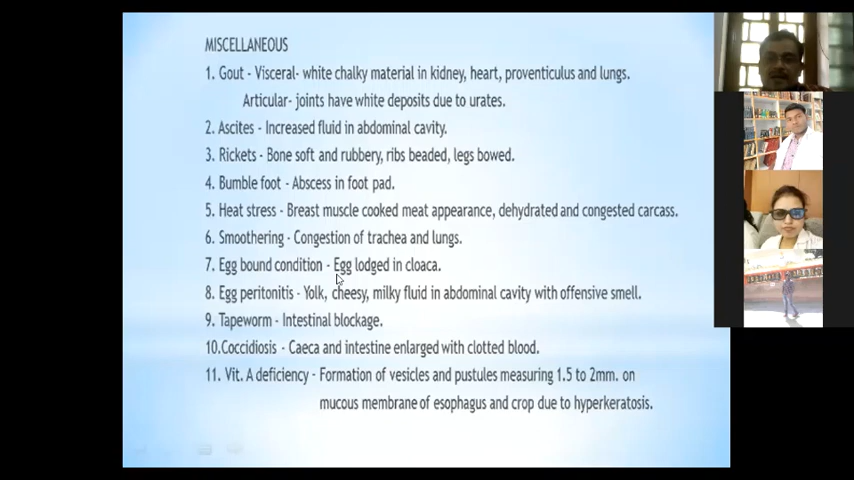 MISCELLANEOUS
1. Gout - Visceral- white chalky material in kidney, heart, proventiculus and lungs.
Articular- joints have white deposits due to urates.
2. Ascites - Increased fluid in abdominal cavity.
3. Rickets - Bone soft and rubbery, ribs beaded, legs bowed.
4. Bumble foot - Abscess in foot pad.
5. Heat stress - Breast muscle cooked meat appearance, dehydrated and congested carcass.
6. Smoothering - Congestion of trachea and lungs.
7. Egg bound condition - Egg lodged in cloaca.
8. Egg peritonitis - Yolk, cheesy, milky fluid in abdominal cavity with offensive smell.
9. Tapeworm - Intestinal blockage.
10.Coccidiosis - Caeca and intestine enlarged with clotted blood.
11. Vit. A deficiency - Formation of vesicles and pustules measuring 1.5 to 2mm. on
mucous membrane of esophagus and crop due to hyperkeratosis.